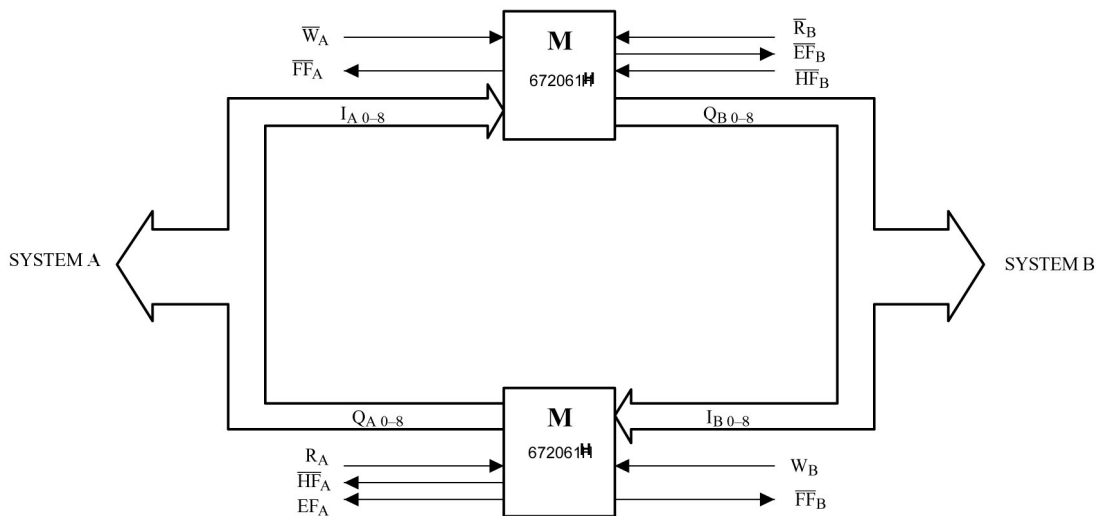 W̅A
R̅B
M
E̅F̅B
F̅F̅A
672061H
H̅F̅B
IA 0–8
QB 0–8
SYSTEM A
SYSTEM B
QA 0–8
M
IB 0–8
672061H
RA
WB
H̅F̅A
EFA
F̅F̅B